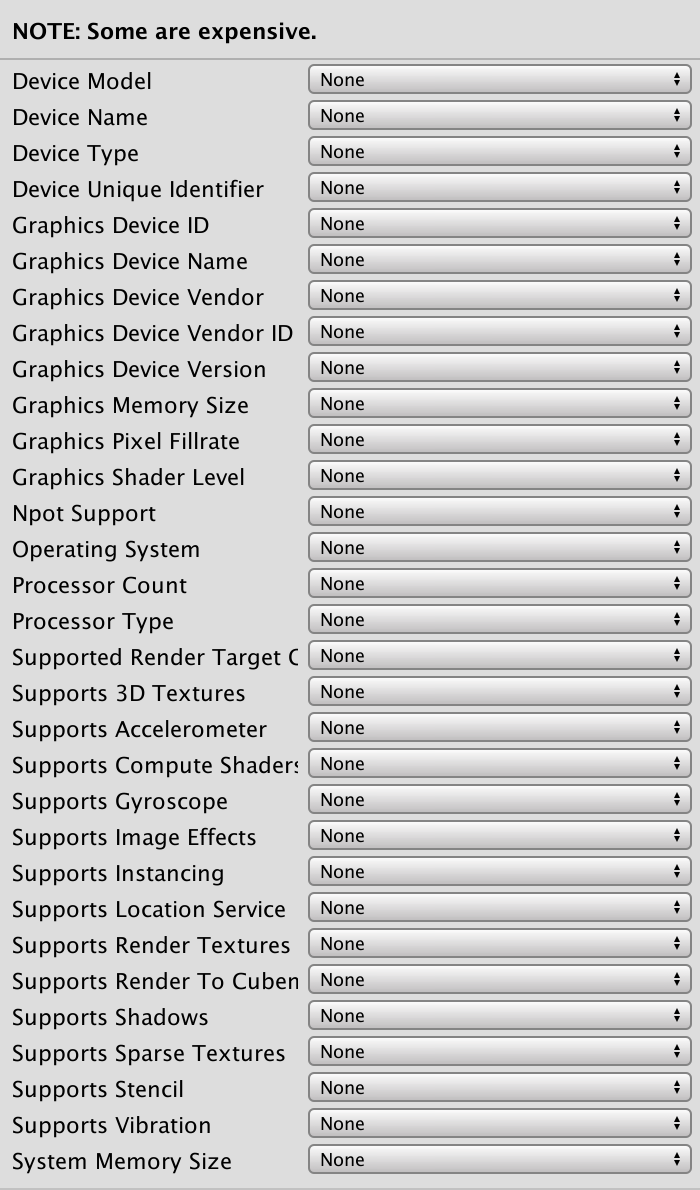 NOTE: Some are expensive.
Device Model None
Device Name None
Device Type None
Device Unique Identifier None
Graphics Device ID None
Graphics Device Name None
Graphics Device Vendor None
Graphics Device Vendor ID None
Graphics Device Version None
Graphics Memory Size None
Graphics Pixel Fillrate None
Graphics Shader Level None
Npot Support None
Operating System None
Processor Count None
Processor Type None
Supported Render Target C None
Supports 3D Textures None
Supports Accelerometer None
Supports Compute Shaders None
Supports Gyroscope None
Supports Image Effects None
Supports Instancing None
Supports Location Service None
Supports Render Textures None
Supports Render To Cuben None
Supports Shadows None
Supports Sparse Textures None
Supports Stencil None
Supports Vibration None
System Memory Size None